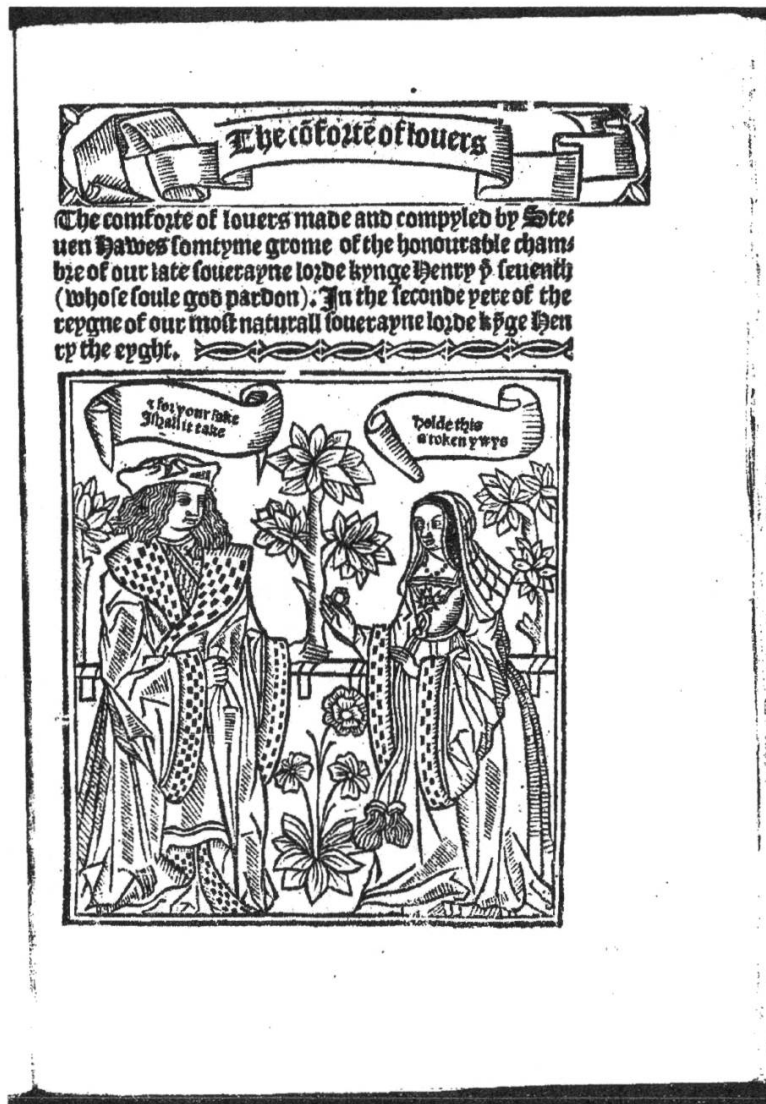 The cōforte of louers
The comforte of louers made and compyled by Ste⸗
uen Hawes somtyme grome of the honourable cham⸗
bre of our late souerayne lorde kynge Henry yͤ seuenth
(whose soule god pardon). In the seconde yere of the
reygne of our most naturall souerayne lorde kȳge Hen
ry the eyght.
& for your sake
I shall it take
holde this
a token ywys